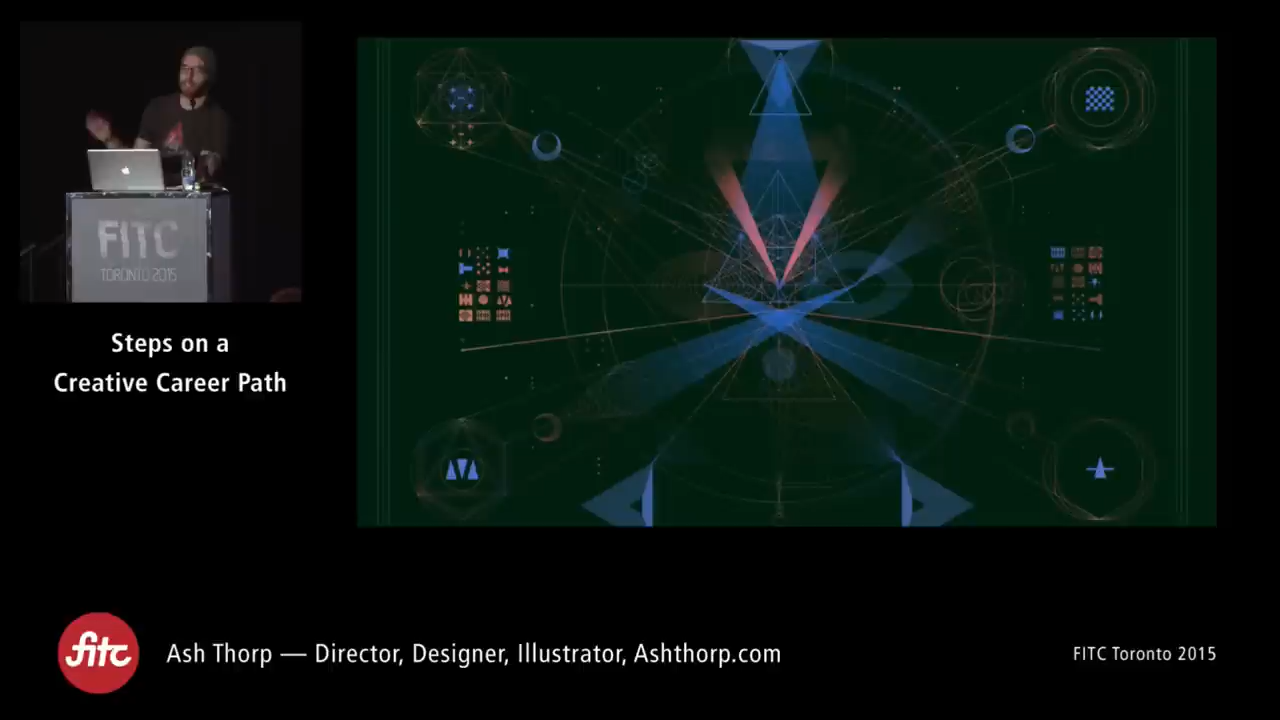 FITC
TORONTO 2015
Steps on a
Creative Career Path
fitc
Ash Thorp — Director, Designer, Illustrator, Ashthorp.com
FITC Toronto 2015